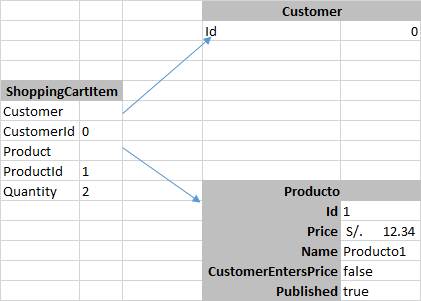 Customer
Id 0
ShoppingCartItem
Customer
CustomerId 0
Product
ProductId 1
Quantity 2
Producto
Id 1
Price S/. 12.34
Name Producto1
CustomerEntersPrice false
Published true